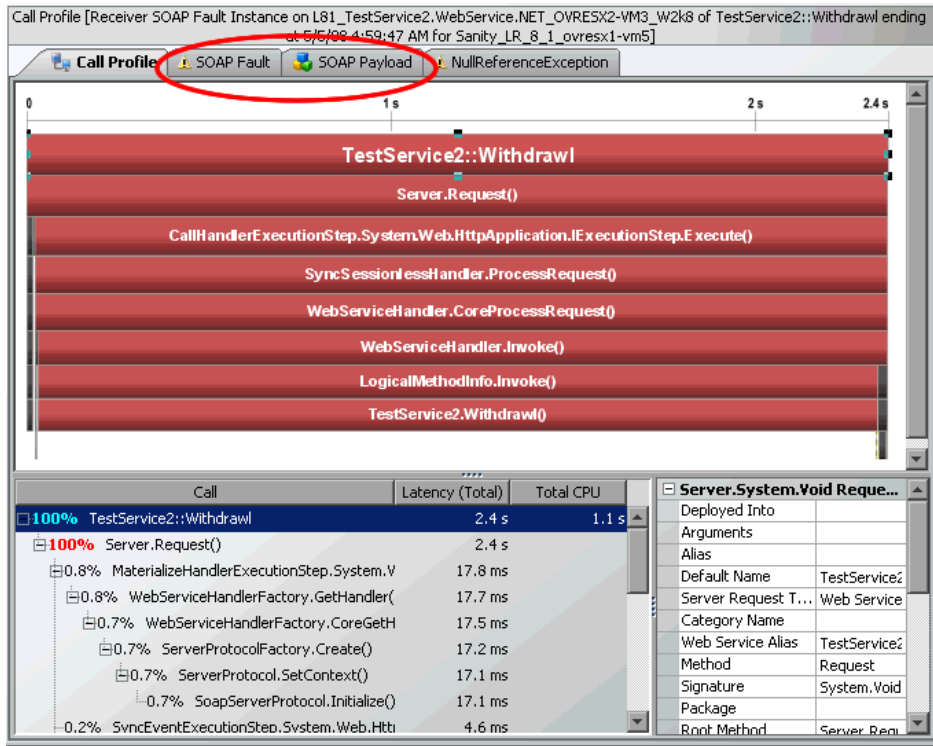 Call Profile [Receiver SOAP Fault Instance on L81_TestService2.WebService.NET_OVRESX2-VM3_W2k8 of TestService2::Withdrawl ending
at 5/5/08 4:59:47 AM for Sanity_LR_8_1_ovresx1-vm5]
Call Profile SOAP Fault SOAP Payload NullReferenceException
0 1 s 2 s 2.4 s
TestService2::Withdrawl
Server.Request()
CallHandlerExecutionStep.System.Web.HttpApplication.IExecutionStep.Execute()
SyncSessionlessHandler.ProcessRequest()
WebServiceHandler.CoreProcessRequest()
WebServiceHandler.Invoke()
LogicalMethodInfo.Invoke()
TestService2.Withdrawl()
Call Latency (Total) Total CPU
100% TestService2::Withdrawl 2.4 s 1.1 s
100% Server.Request() 2.4 s
0.8% MaterializeHandlerExecutionStep.System.V 17.8 ms
0.8% WebServiceHandlerFactory.GetHandler( 17.7 ms
0.7% WebServiceHandlerFactory.CoreGetH 17.5 ms
0.7% ServerProtocolFactory.Create() 17.2 ms
0.7% ServerProtocol.SetContext() 17.1 ms
0.7% SoapServerProtocol.Initialize() 17.1 ms
0.2% SyncEventExecutionStep.System.Web.Htt 4.6 ms
Server.System.Void Reque...
Deployed Into
Arguments
Alias
Default Name TestService2
Server Request T... Web Service
Category Name
Web Service Alias TestService2
Method Request
Signature System.Void
Package
Root Method Server.Requ